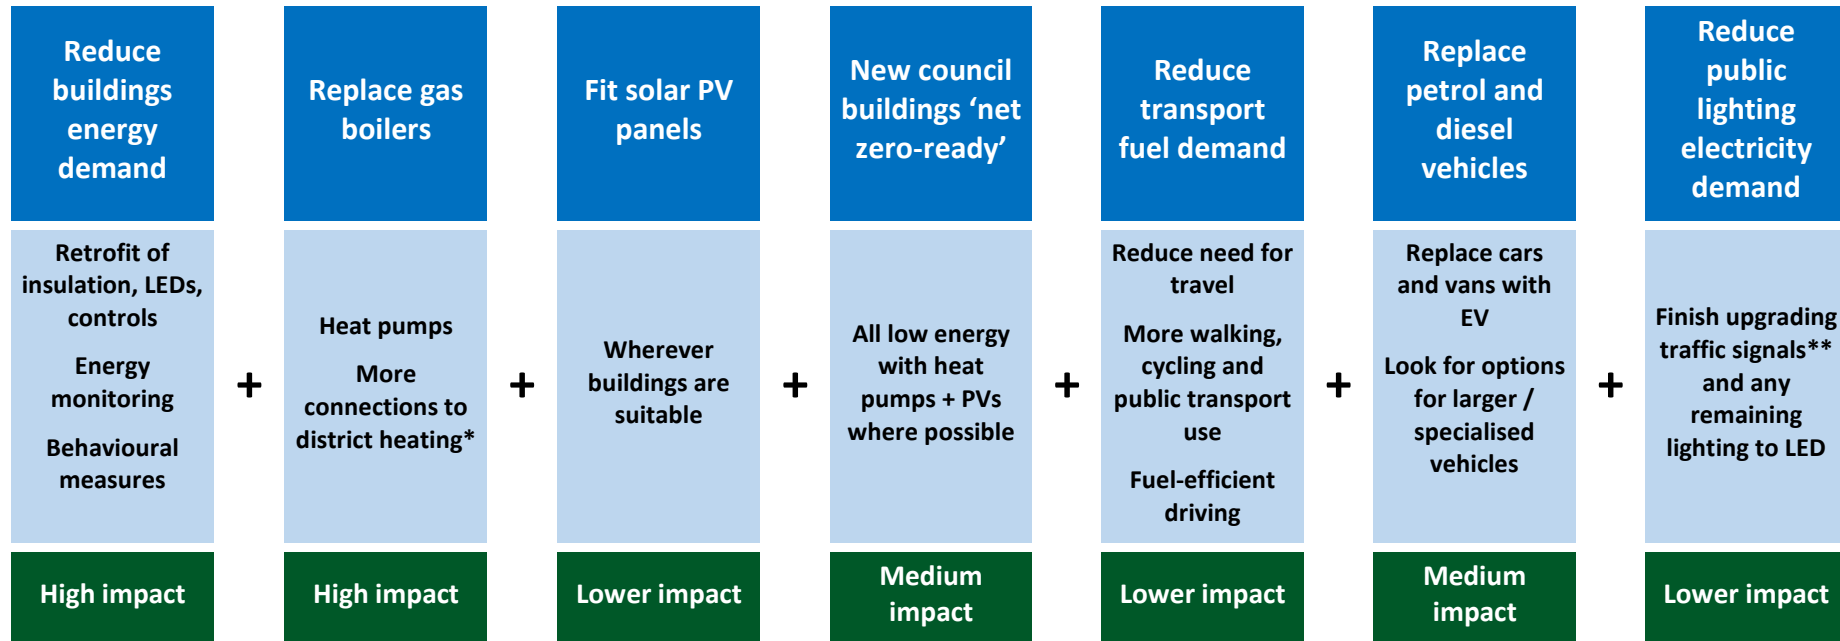 Reduce
buildings
energy
demand
Replace gas
boilers
Fit solar PV
panels
New council
buildings ‘net
zero-ready’
Reduce
transport
fuel demand
Replace
petrol and
diesel
vehicles
Reduce
public
lighting
electricity
demand
Retrofit of
insulation, LEDs,
controls
Energy
monitoring
Behavioural
measures
+
Heat pumps
More
connections to
district heating*
+
Wherever
buildings are
suitable
+
All low energy
with heat
pumps + PVs
where possible
+
Reduce need for
travel
More walking,
cycling and
public transport
use
Fuel-efficient
driving
+
Replace cars
and vans with
EV
Look for options
for larger /
specialised
vehicles
+
Finish upgrading
traffic signals**
and any
remaining
lighting to LED
High impact
High impact
Lower impact
Medium
impact
Lower impact
Medium
impact
Lower impact